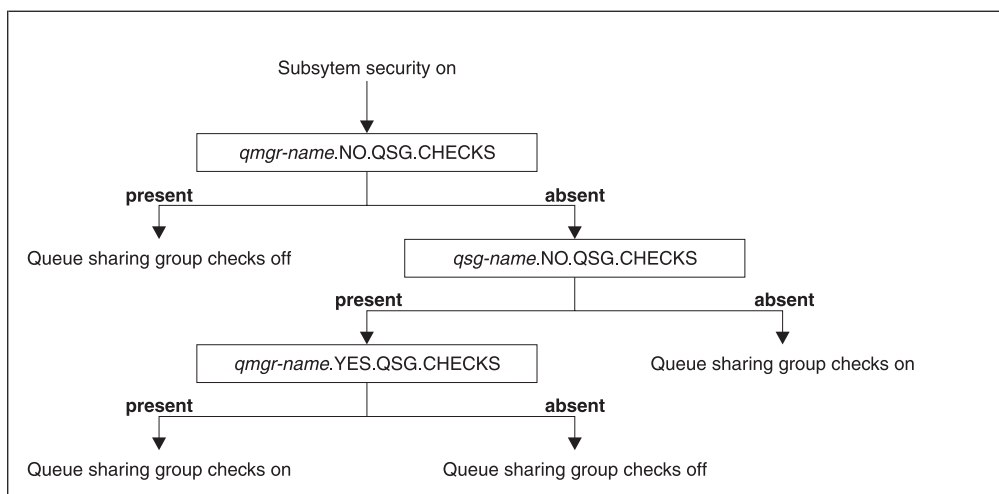 Subsytem security on
qmgr-name.NO.QSG.CHECKS
present
absent
Queue sharing group checks off
qsg-name.NO.QSG.CHECKS
present
absent
qmgr-name.YES.QSG.CHECKS
Queue sharing group checks on
present
absent
Queue sharing group checks on
Queue sharing group checks off